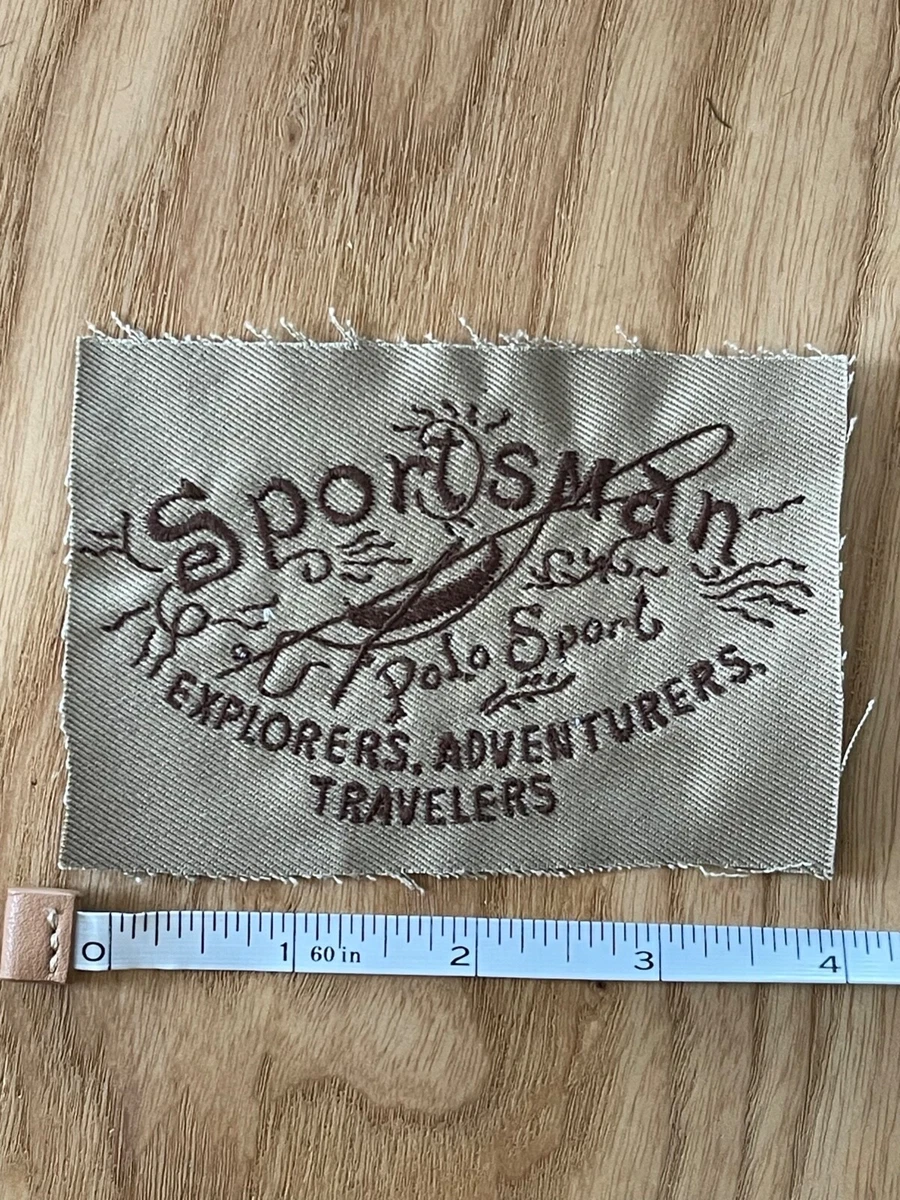 Sportsman
Polo Sport
EXPLORERS. ADVENTURERS.
TRAVELERS
0 1 60 in 2 3 4